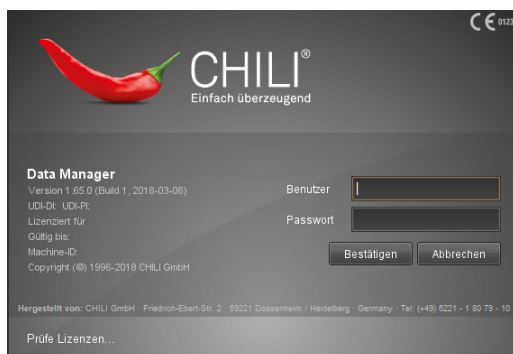 CE 0123
CHILI®
Einfach überzeugend
Data Manager
Version 1.65.0 (Build 1, 2018-03-06)
UDI-DI: UDI-PI:
Lizenziert für
Gültig bis:
Machine-ID:
Copyright (©) 1996-2018 CHILI GmbH
Benutzer
Passwort
Bestätigen Abbrechen
Hergestellt von: CHILI GmbH · Friedrich-Ebert-Str. 2 · 69221 Dossenheim / Heidelberg · Germany · Tel: (+49) 6221 - 1 80 79 - 10
Prüfe Lizenzen...